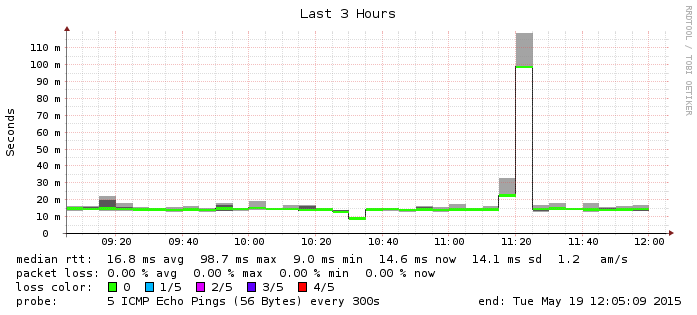 Last 3 Hours
RRDTOOL / TOBI OETIKER
Seconds
110 m
100 m
90 m
80 m
70 m
60 m
50 m
40 m
30 m
20 m
10 m
0
09:20 09:40 10:00 10:20 10:40 11:00 11:20 11:40 12:00
median rtt: 16.8 ms avg 98.7 ms max 9.0 ms min 14.6 ms now 14.1 ms sd 1.2 am/s
packet loss: 0.00 % avg 0.00 % max 0.00 % min 0.00 % now
loss color: 0 1/5 2/5 3/5 4/5
probe: 5 ICMP Echo Pings (56 Bytes) every 300s end: Tue May 19 12:05:09 2015